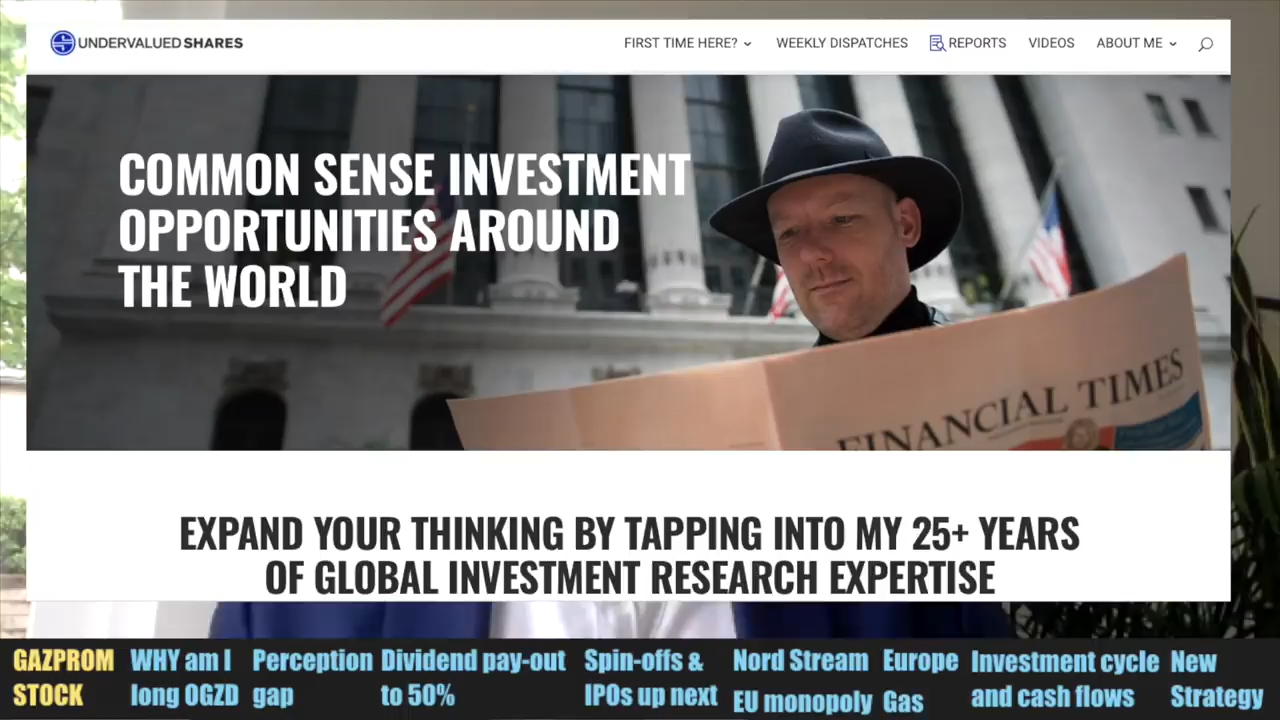 UNDERVALUED SHARES
FIRST TIME HERE? WEEKLY DISPATCHES REPORTS VIDEOS ABOUT ME
COMMON SENSE INVESTMENT
OPPORTUNITIES AROUND
THE WORLD
FINANCIAL TIMES
EXPAND YOUR THINKING BY TAPPING INTO MY 25+ YEARS
OF GLOBAL INVESTMENT RESEARCH EXPERTISE
GAZPROM
STOCK
WHY am I
long OGZD
Perception
gap
Dividend pay-out
to 50%
Spin-offs &
IPOs up next
Nord Stream
EU monopoly
Europe
Gas
Investment cycle
and cash flows
New
Strategy